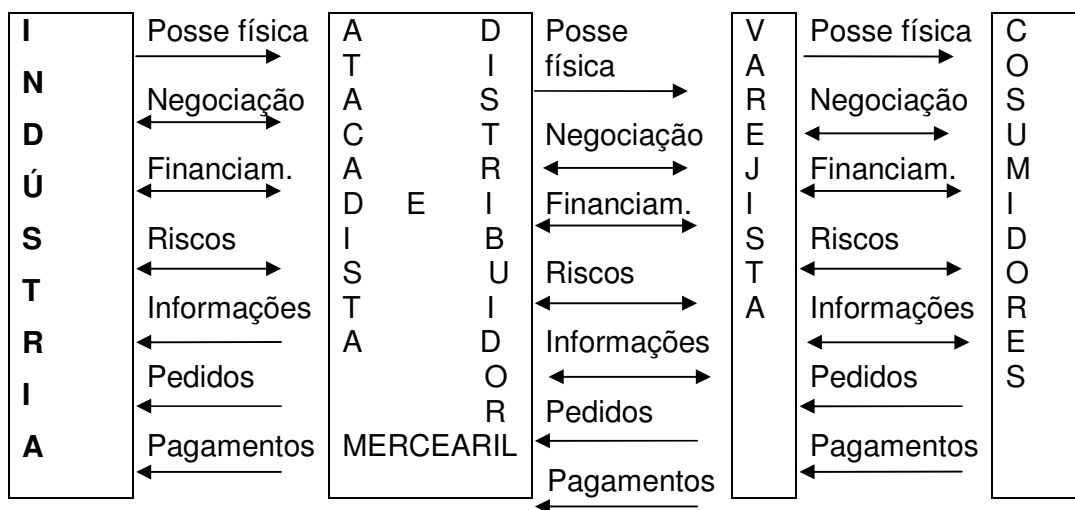 INDÚSTRIA
Posse física
Negociação
Financiam.
Riscos
Informações
Pedidos
Pagamentos
ATACADISTA
E
DISTRIBUIDOR
MERCEARIL
Posse
física
Negociação
Financiam.
Riscos
Informações
Pedidos
Pagamentos
VAREJISTA
Posse física
Negociação
Financiam.
Riscos
Informações
Pedidos
Pagamentos
COSUMIDORES